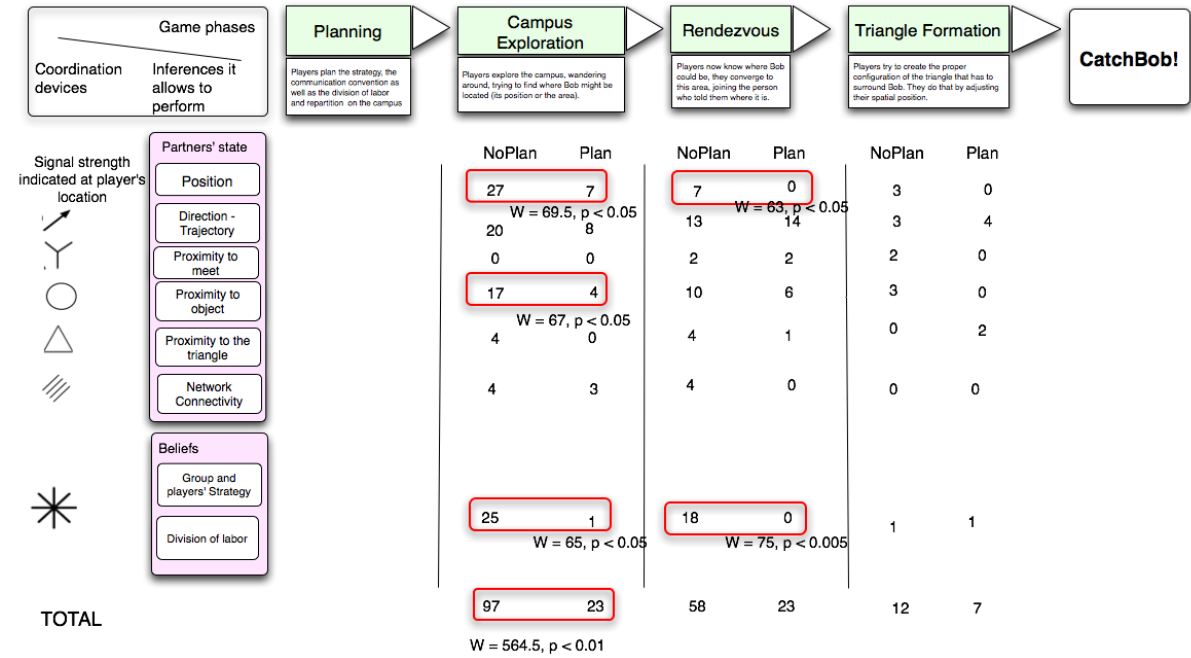 Game phases
Coordination devices
Inferences it allows to perform
Planning
Players plan the strategy, the
communication convention as
well as the division of labor
and repartition on the campus
Campus
Exploration
Players explore the campus, wandering
around, trying to find where Bob might be
located (its position or the area).
Rendezvous
Players now know where Bob
could be, they converge to
this area, joining the person
who told them where it is.
Triangle Formation
Players try to create the proper
configuration of the triangle that has to
surround Bob. They do that by adjusting
their spatial position.
CatchBob!
Signal strength
indicated at player's
location
Partners' state
Position
Direction -
Trajectory
Proximity to
meet
Proximity to
object
Proximity to the
triangle
Network
Connectivity
Beliefs
Group and
players' Strategy
Division of labor
NoPlan Plan NoPlan Plan NoPlan Plan
27 7 7 0 3 0
W = 69.5, p < 0.05 W = 63, p < 0.05
20 8 13 14 3 4
0 0 2 2 2 0
17 4 10 6 3 0
W = 67, p < 0.05
4 0 4 1 0 2
4 3 4 0 0 0
25 1 18 0 1 1
W = 65, p < 0.05 W = 75, p < 0.005
TOTAL 97 23 58 23 12 7
W = 564.5, p < 0.01